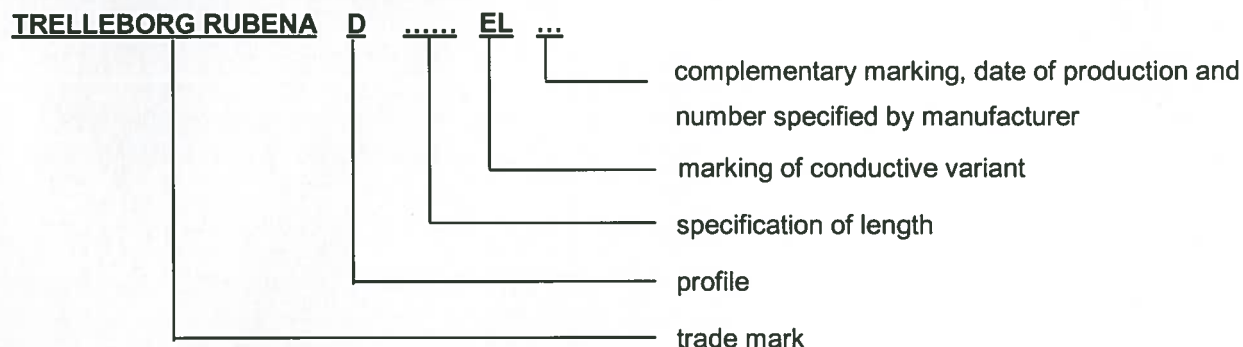 TRELLEBORG RUBENA D ...... EL ...
complementary marking, date of production and
number specified by manufacturer
marking of conductive variant
specification of length
profile
trade mark